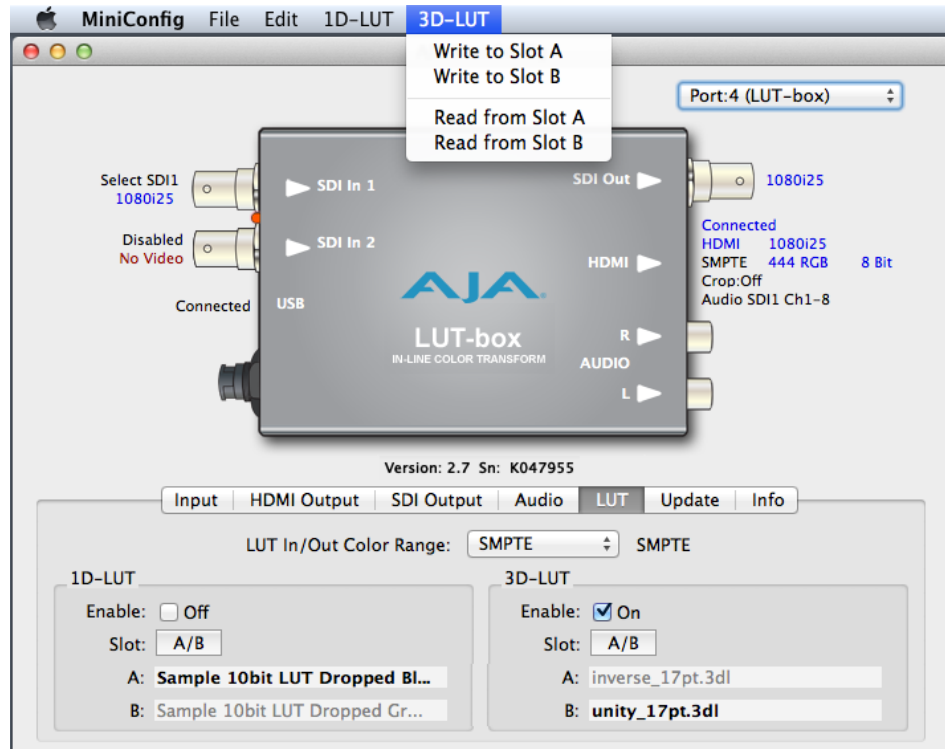 MiniConfig File Edit 1D-LUT 3D-LUT
Write to Slot A
Write to Slot B
Read from Slot A
Read from Slot B
Port:4 (LUT-box)
Select SDI1
1080i25
SDI In 1
SDI Out
1080i25
Disabled
No Video
SDI In 2
Connected
HDMI 1080i25
SMPTE 444 RGB 8 Bit
Crop:Off
Audio SDI1 Ch1-8
HDMI
Connected
USB
AJA
LUT-box
IN-LINE COLOR TRANSFORM
R
AUDIO
L
Version: 2.7 Sn: K047955
Input HDMI Output SDI Output Audio LUT Update Info
LUT In/Out Color Range: SMPTE SMPTE
1D-LUT
Enable: Off
Slot: A/B
A: Sample 10bit LUT Dropped Bl...
B: Sample 10bit LUT Dropped Gr...
3D-LUT
Enable: On
Slot: A/B
A: inverse_17pt.3dl
B: unity_17pt.3dl